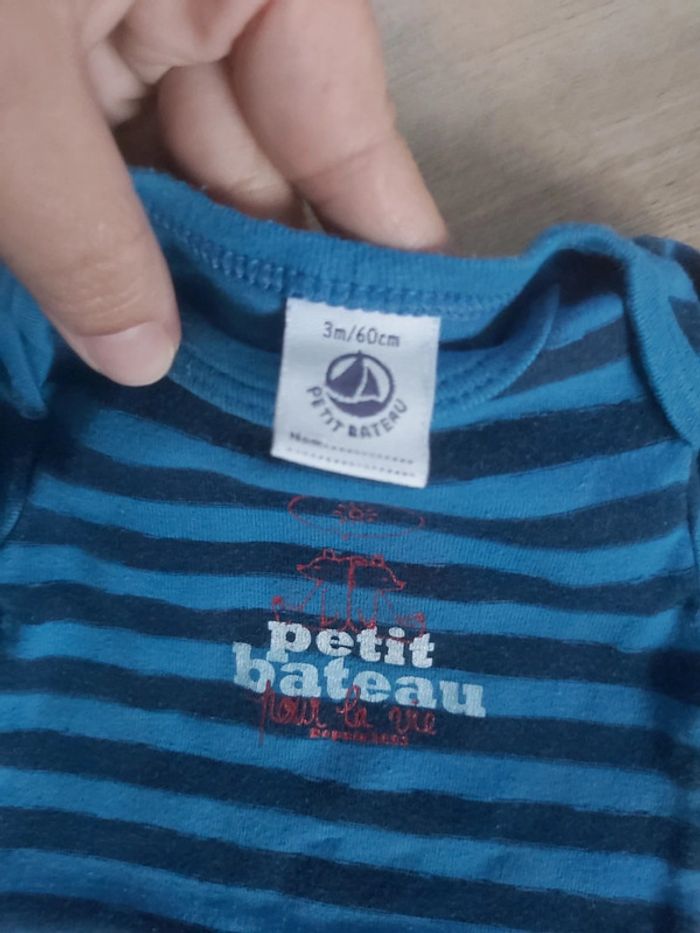 3m/60cm
PETIT BATEAU
Nom:
petit
bateau
pour la vie